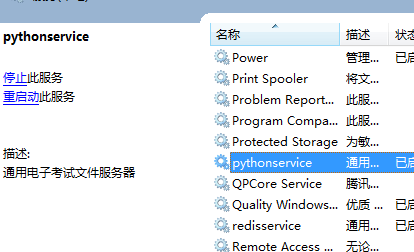 pythonservice
停止此服务
重启动此服务
描述:
通用电子考试文件服务器
名称 描述 状态
Power 管理... 已启
Print Spooler 将文...
Problem Report... 此服...
Program Compa... 此服...
Protected Storage 为敏...
pythonservice 通用... 已启
QPCore Service 腾讯...
Quality Windows... 优质 ... 已启
redisservice 通用... 已启
Remote Access ... 无论...